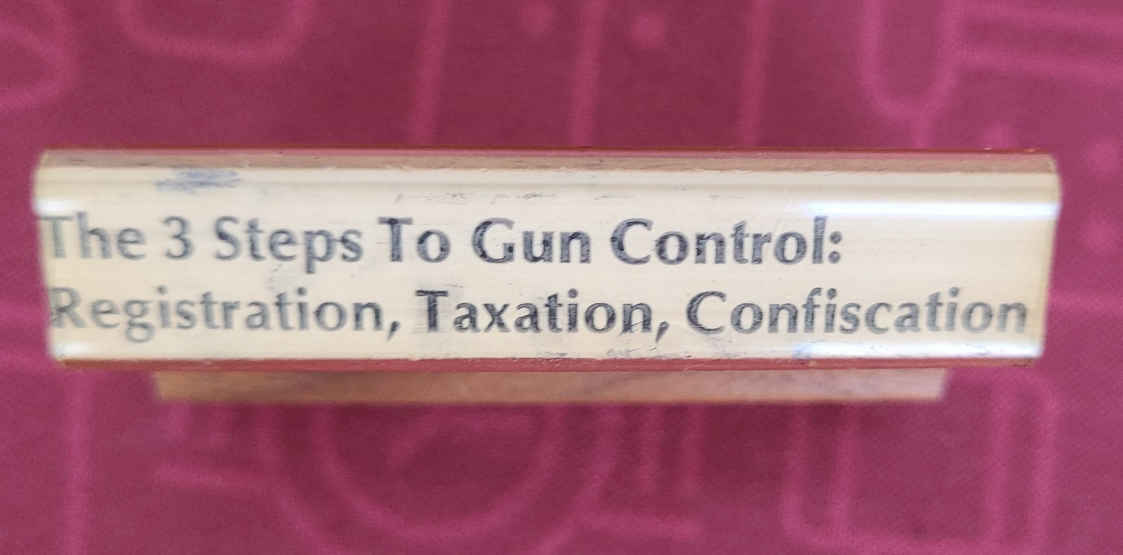 The 3 Steps To Gun Control:
Registration, Taxation, Confiscation